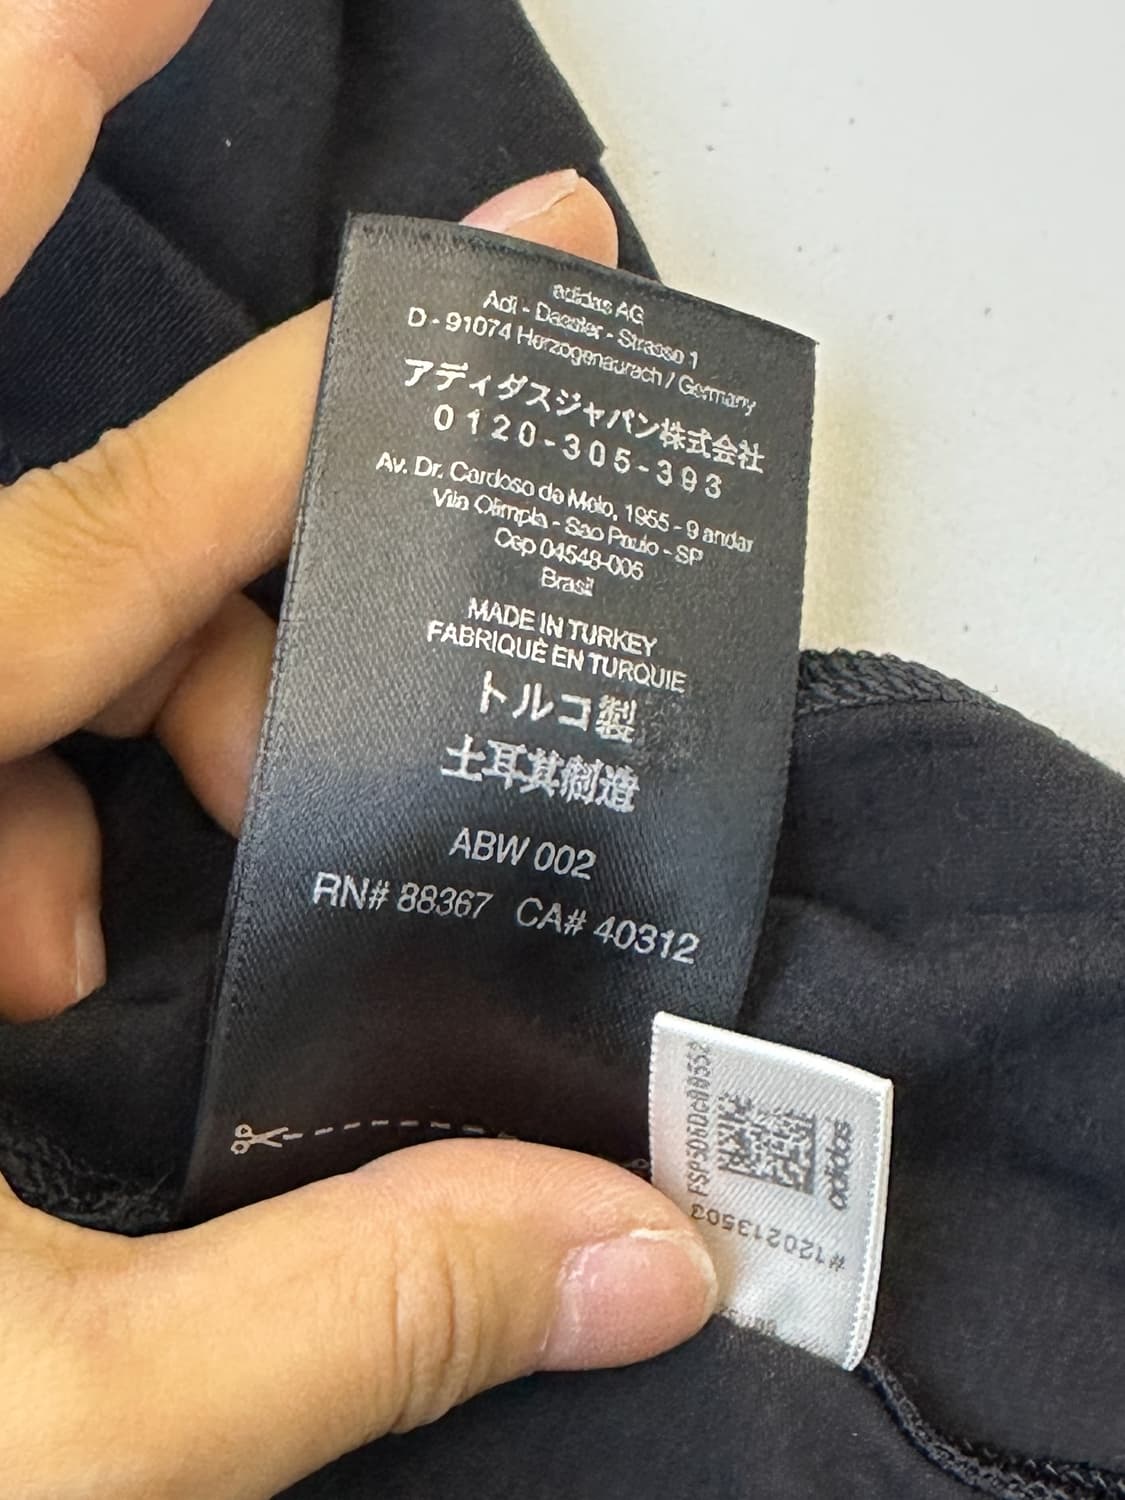 adidas AG
Adi - Dassler - Strasse 1
D - 91074 Herzogenaurach / Germany
アディダスジャパン株式会社
0120-305-393
Av. Dr. Cardoso de Melo, 1955 - 9 andar
Vila Olimpia - Sao Paulo - SP
Cep 04548-005
Brasil
MADE IN TURKEY
FABRIQUÉ EN TURQUIE
トルコ製
土耳其制造
ABW 002
RN# 88367 CA# 40312
adidas
#120213503